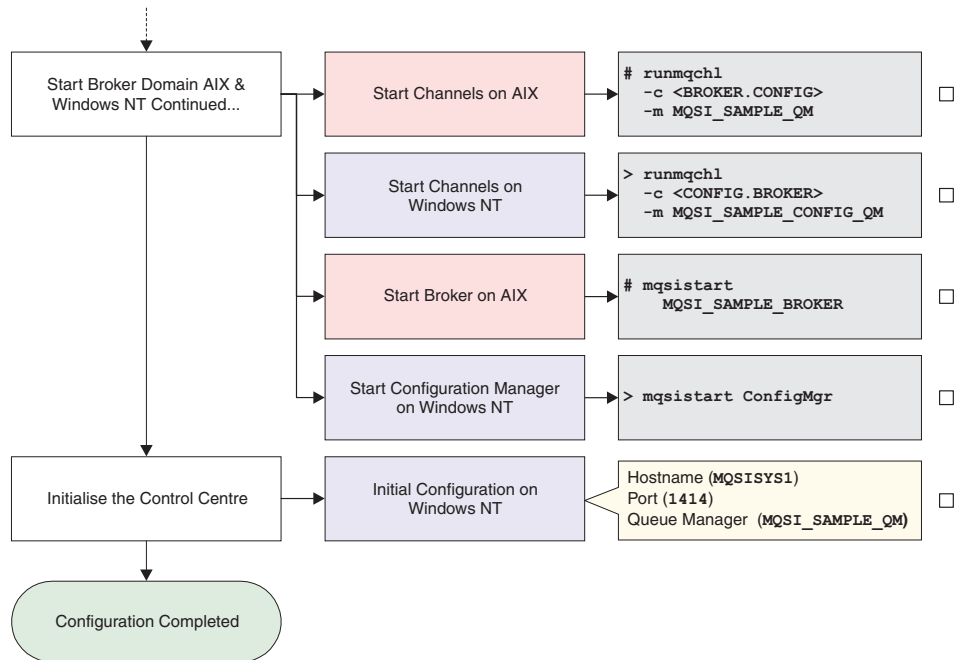 Start Broker Domain AIX &
Windows NT Continued...
Start Channels on AIX
# runmqchl
-c <BROKER.CONFIG>
-m MQSI_SAMPLE_QM
Start Channels on
Windows NT
> runmqchl
-c <CONFIG.BROKER>
-m MQSI_SAMPLE_CONFIG_QM
Start Broker on AIX
# mqsistart
MQSI_SAMPLE_BROKER
Start Configuration Manager
on Windows NT
> mqsistart ConfigMgr
Initialise the Control Centre
Initial Configuration on
Windows NT
Hostname (MQSISYS1)
Port (1414)
Queue Manager (MQSI_SAMPLE_QM)
Configuration Completed